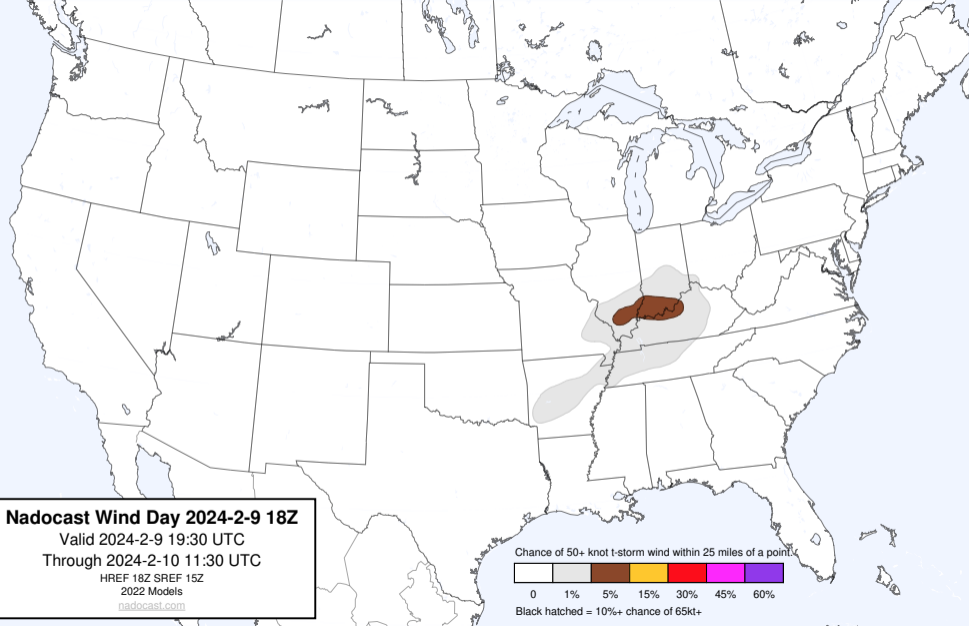 Nadocast Wind Day 2024-2-9 18Z
Valid 2024-2-9 19:30 UTC
Through 2024-2-10 11:30 UTC
HREF 18Z SREF 15Z
2022 Models
nadocast.com
Chance of 50+ knot t-storm wind within 25 miles of a point.
0 1% 5% 15% 30% 45% 60%
Black hatched = 10%+ chance of 65kt+